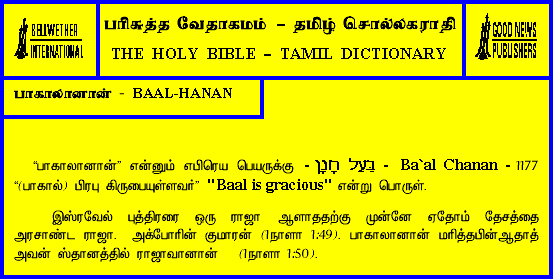 BELLWETHER
INTERNATIONAL
பரிசுத்த வேதாகமம் – தமிழ் சொல்லகராதி
THE HOLY BIBLE – TAMIL DICTIONARY
GOOD NEWS
PUBLISHERS
பாகாலானான் - BAAL-HANAN
“பாகாலானான்” என்னும் எபிரெய பெயருக்கு - בַּעַל חָנָן - Ba`al Chanan - 1177
“(பாகால்) பிரபு கிருபையுள்ளவர்” "Baal is gracious" என்று பொருள்.
இஸ்ரவேல் புத்திரரை ஒரு ராஜா ஆளாததற்கு முன்னே ஏதோம் தேசத்தை
அரசாண்ட ராஜா. அக்போரின் குமாரன் (1நாளா 1:49). பாகாலானான் மரித்தபின்ஆதாத்
அவன் ஸ்தானத்தில் ராஜாவானான் (1நாளா 1:50).